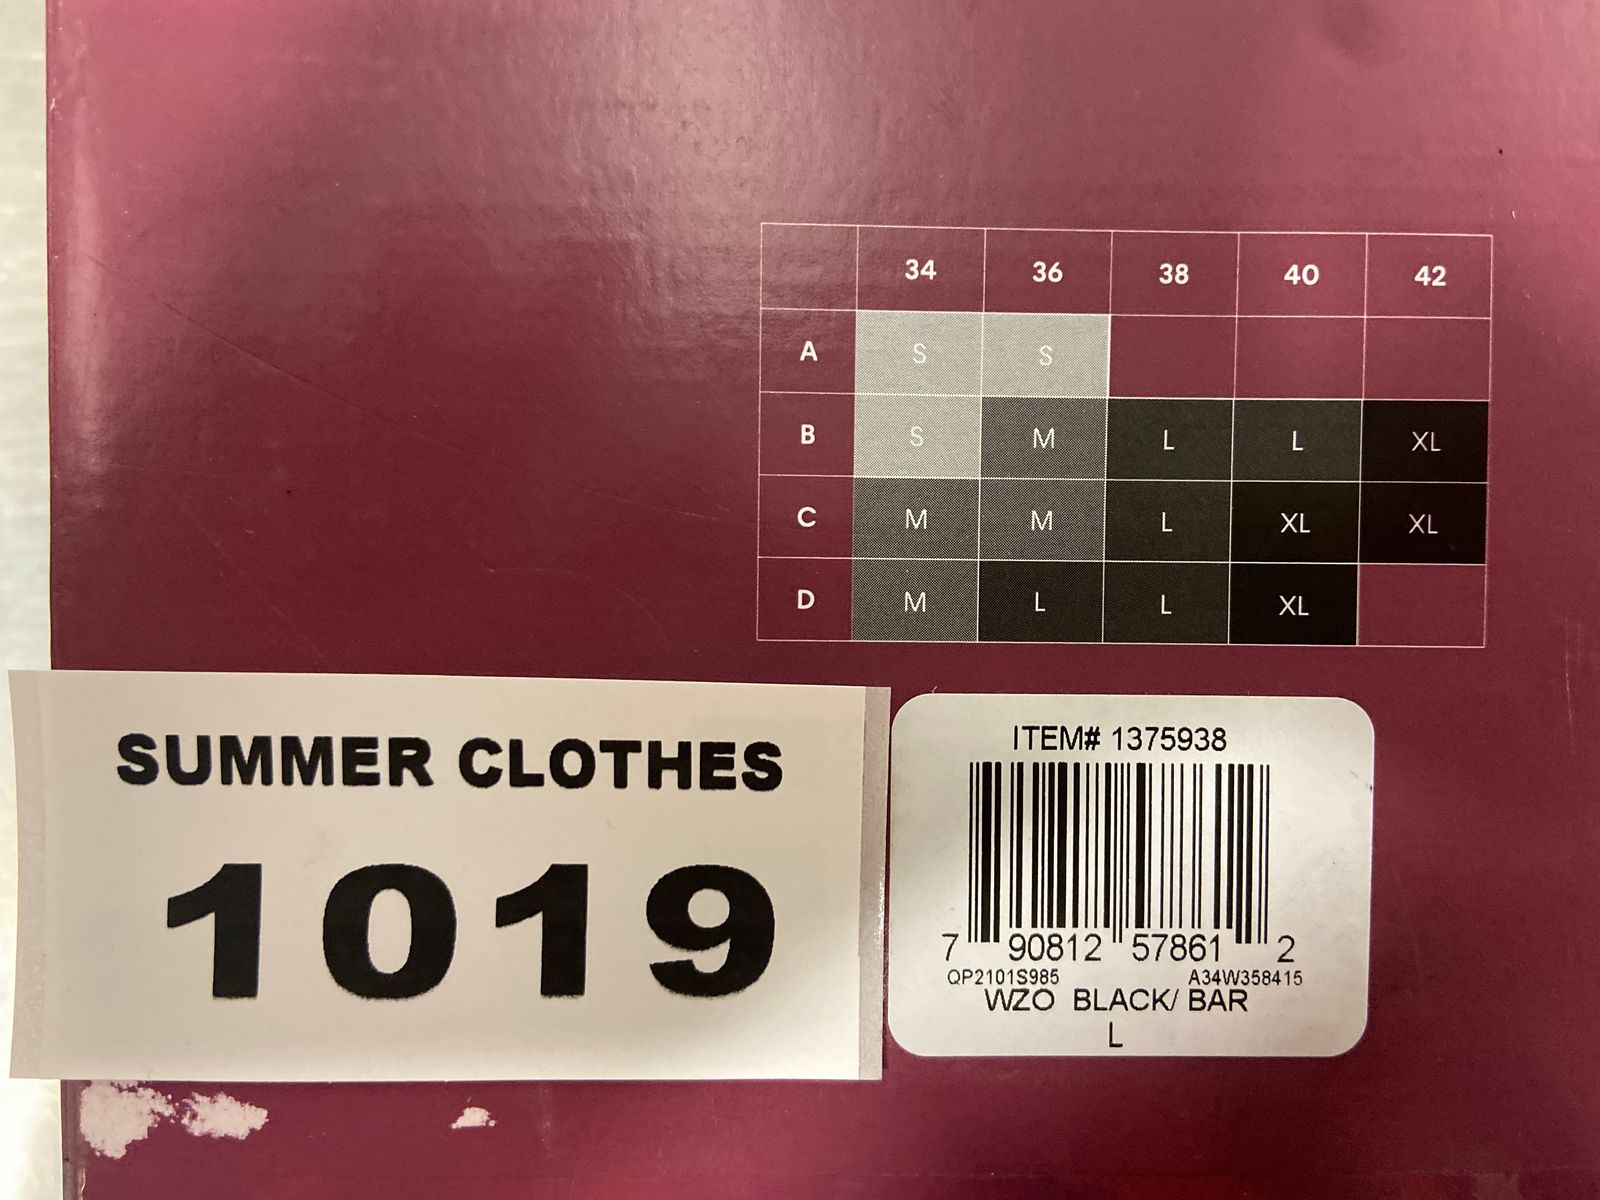 34 36 38 40 42
A S S
B S M L L XL
C M M L XL XL
D M L L XL
SUMMER CLOTHES
1019
ITEM# 1375938
7 90812 57861 2
QP2101S985 A34W358415
WZO BLACK/ BAR
L